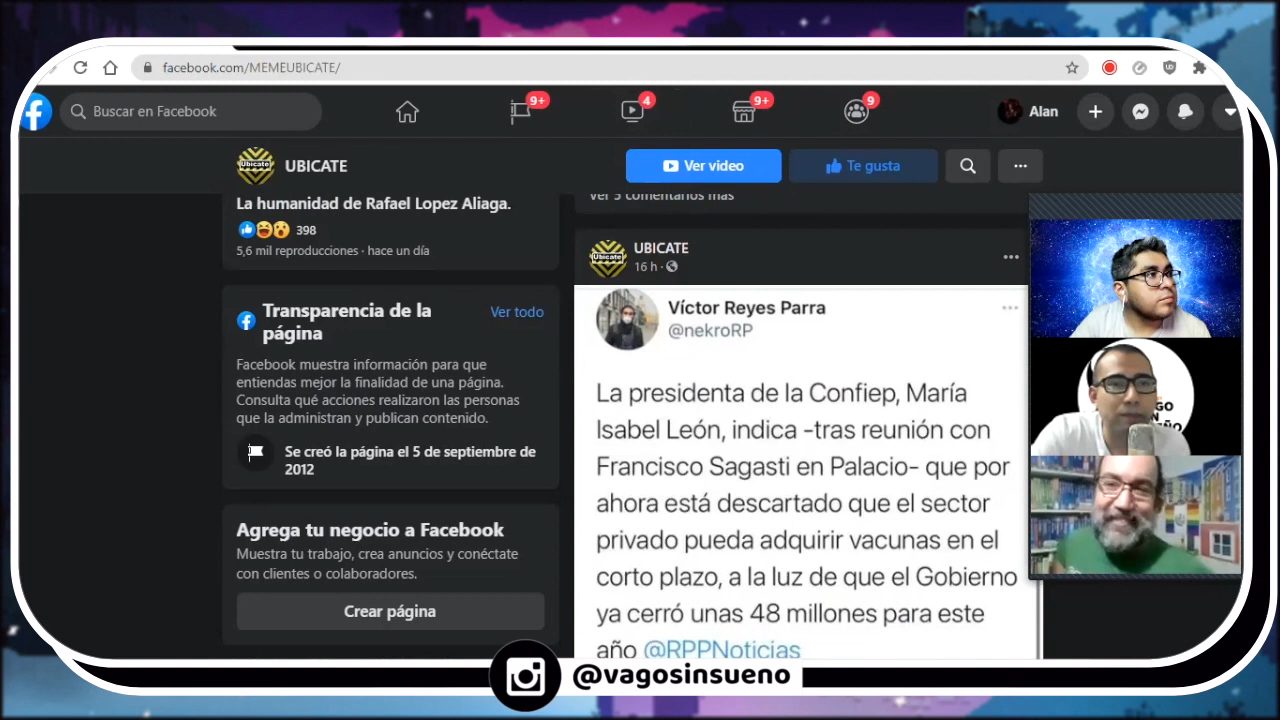 facebook.com/MEMEUBICATE/
Buscar en Facebook
9+
4
9+
9
Alan
UBICATE
Ver video
Te gusta
La humanidad de Rafael Lopez Aliaga.
398
5,6 mil reproducciones · hace un día
Transparencia de la
página
Ver todo
Facebook muestra información para que
entiendas mejor la finalidad de una página.
Consulta qué acciones realizaron las personas
que la administran y publican contenido.
Se creó la página el 5 de septiembre de
2012
Agrega tu negocio a Facebook
Muestra tu trabajo, crea anuncios y conéctate
con clientes o colaboradores.
Crear página
Ver 5 comentarios más
UBICATE
16 h ·
Víctor Reyes Parra
@nekroRP
La presidenta de la Confiep, María
Isabel León, indica -tras reunión con
Francisco Sagasti en Palacio- que por
ahora está descartado que el sector
privado pueda adquirir vacunas en el
corto plazo, a la luz de que el Gobierno
ya cerró unas 48 millones para este
año @RPPNoticias
@vagosinsueno